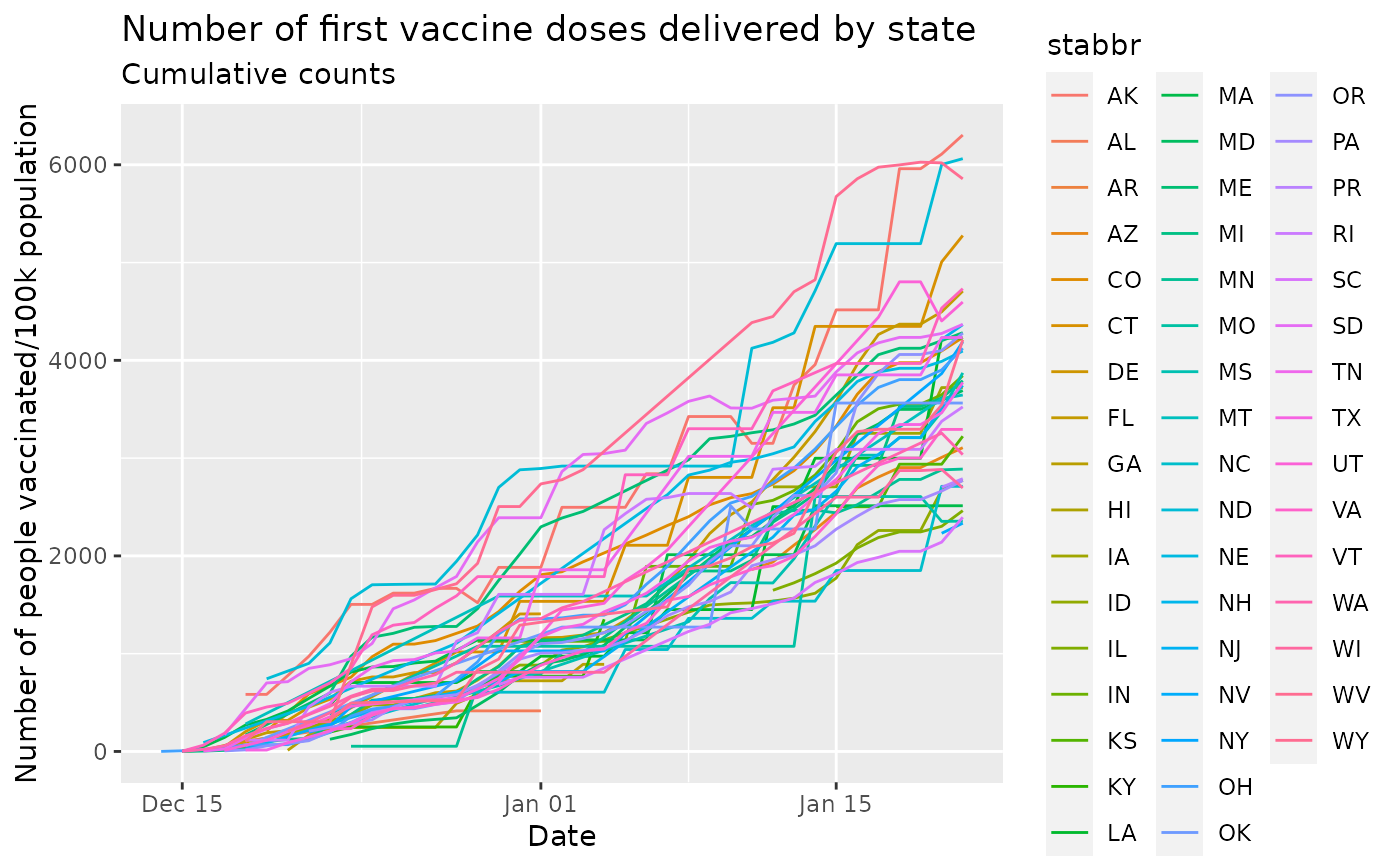 Number of first vaccine doses delivered by state
Cumulative counts
Number of people vaccinated/100k population
6000
4000
2000
0
Dec 15
Jan 01
Jan 15
Date
stabbr
AK
AL
AR
AZ
CO
CT
DE
FL
GA
HI
IA
ID
IL
IN
KS
KY
LA
MA
MD
ME
MI
MN
MO
MS
MT
NC
ND
NE
NH
NJ
NV
NY
OH
OK
OR
PA
PR
RI
SC
SD
TN
TX
UT
VA
VT
WA
WI
WV
WY